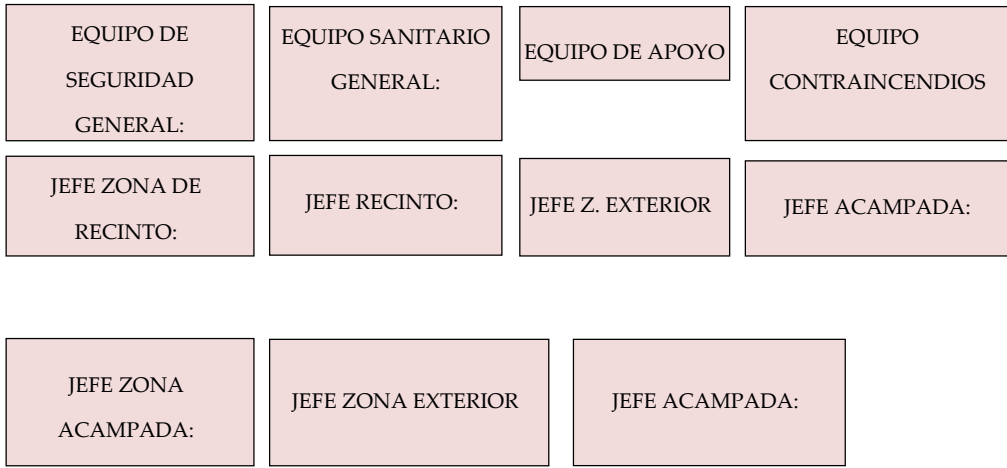 EQUIPO DE
SEGURIDAD
GENERAL:
EQUIPO SANITARIO
GENERAL:
EQUIPO DE APOYO
EQUIPO
CONTRAINCENDIOS
JEFE ZONA DE
RECINTO:
JEFE RECINTO:
JEFE Z. EXTERIOR
JEFE ACAMPADA:
JEFE ZONA
ACAMPADA:
JEFE ZONA EXTERIOR
JEFE ACAMPADA: